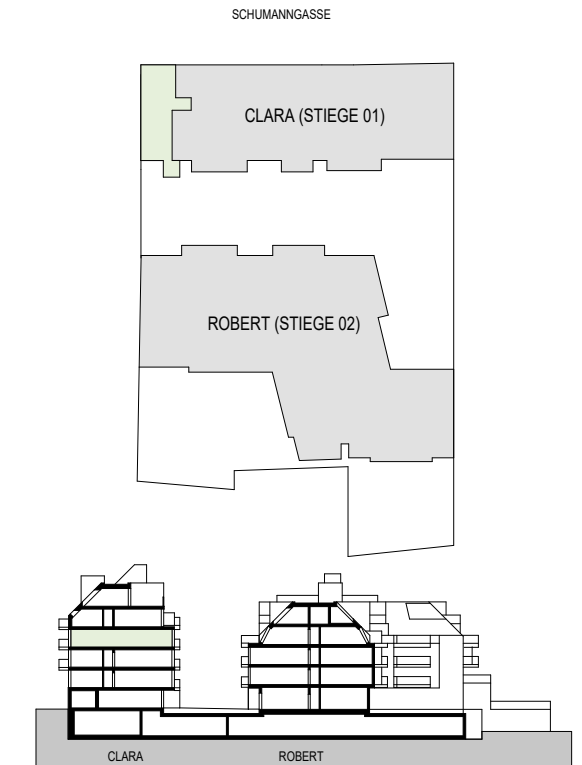 SCHUMANNGASSE
CLARA (STIEGE 01)
ROBERT (STIEGE 02)
CLARA
ROBERT